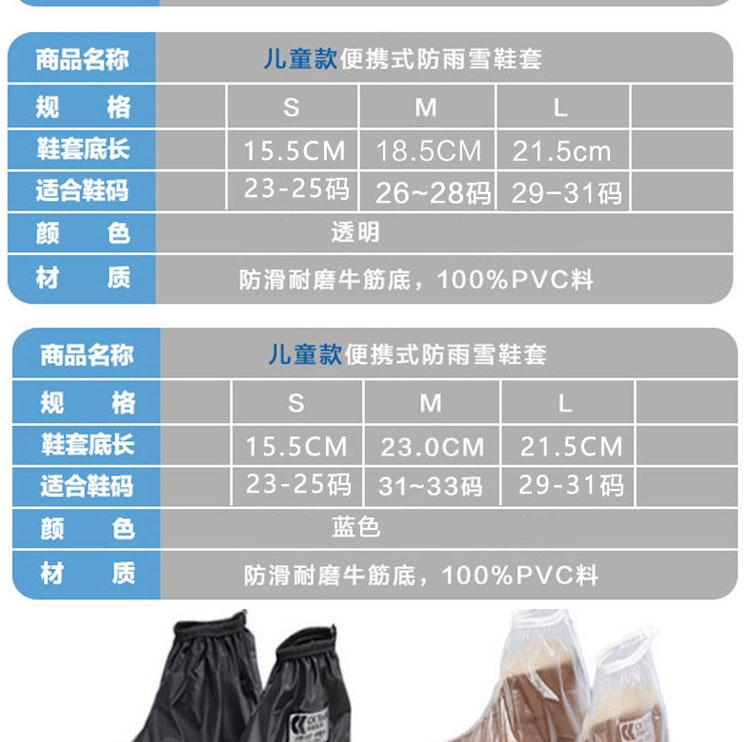 商品名称 儿童款便携式防雨雪鞋套
规 格 S M L
鞋套底长 15.5CM 18.5CM 21.5cm
适合鞋码 23-25码 26~28码 29-31码
颜 色 透明
材 质 防滑耐磨牛筋底，100%PVC料
商品名称 儿童款便携式防雨雪鞋套
规 格 S M L
鞋套底长 15.5CM 23.0CM 21.5CM
适合鞋码 23-25码 31~33码 29-31码
颜 色 蓝色
材 质 防滑耐磨牛筋底，100%PVC料